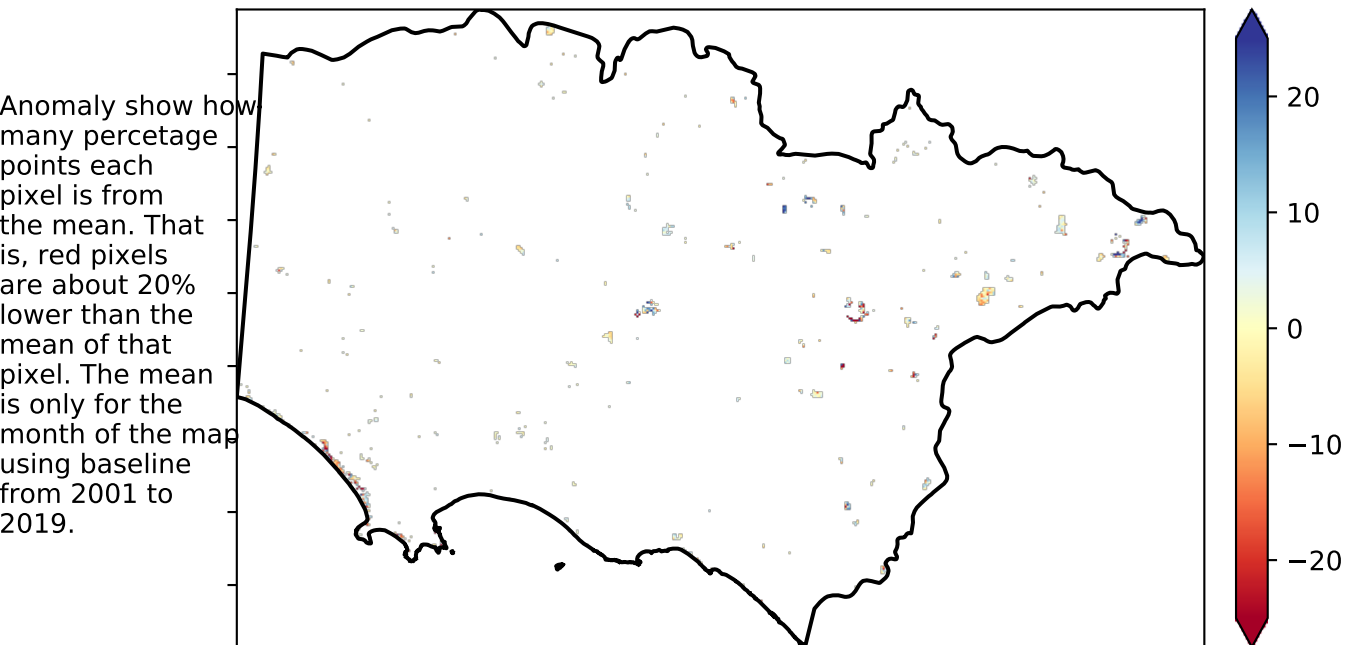 Anomaly show how
many percetage
points each
pixel is from
the mean. That
is, red pixels
are about 20%
lower than the
mean of that
pixel. The mean
is only for the
month of the map
using baseline
from 2001 to
2019.
20
10
0
−10
−20